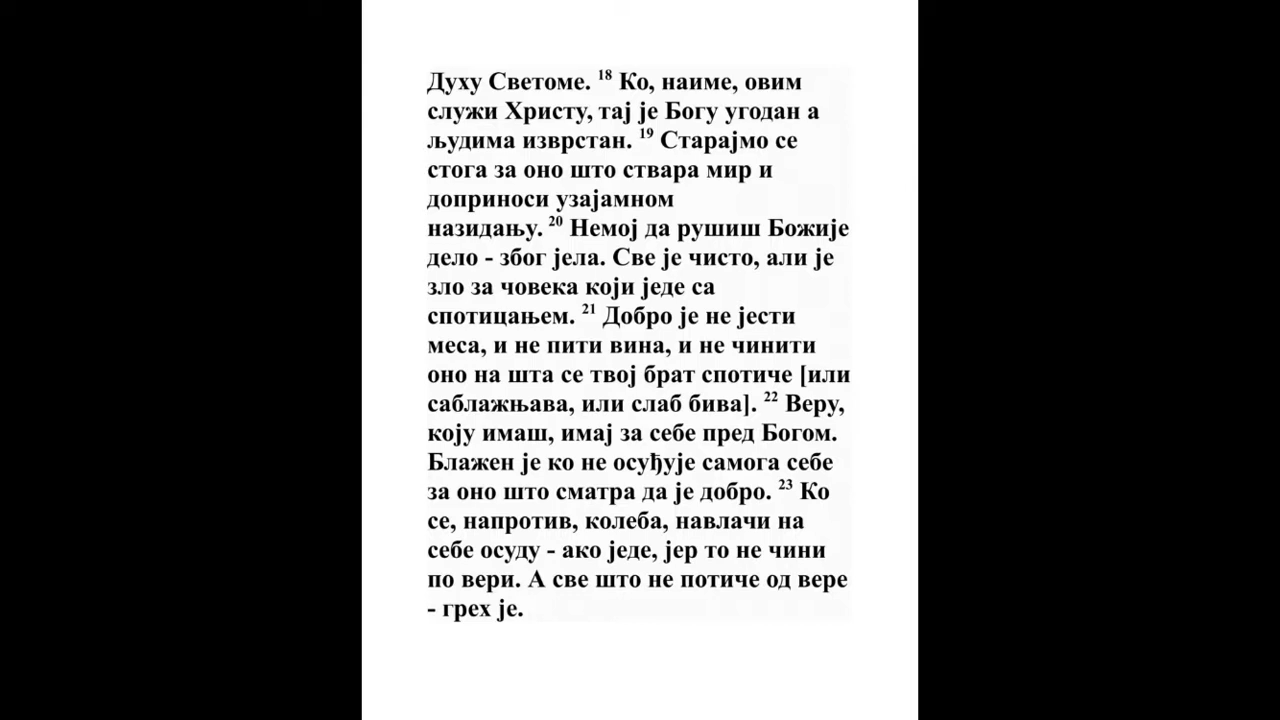 Духу Светоме. 18 Ко, наиме, овим
служи Христу, тај је Богу угодан а
људима изврстан. 19 Старајмо се
стога за оно што ствара мир и
доприноси узајамном
назидању. 20 Немој да рушиш Божије
дело - због јела. Све је чисто, али је
зло за човека који једе са
спотицањем. 21 Добро је не јести
меса, и не пити вина, и не чинити
оно на шта се твој брат спотиче [или
саблажњава, или слаб бива]. 22 Веру,
коју имаш, имај за себе пред Богом.
Блажен је ко не осуђује самога себе
за оно што сматра да је добро. 23 Ко
се, напротив, колеба, навлачи на
себе осуду - ако једе, јер то не чини
по вери. А све што не потиче од вере
- грех је.